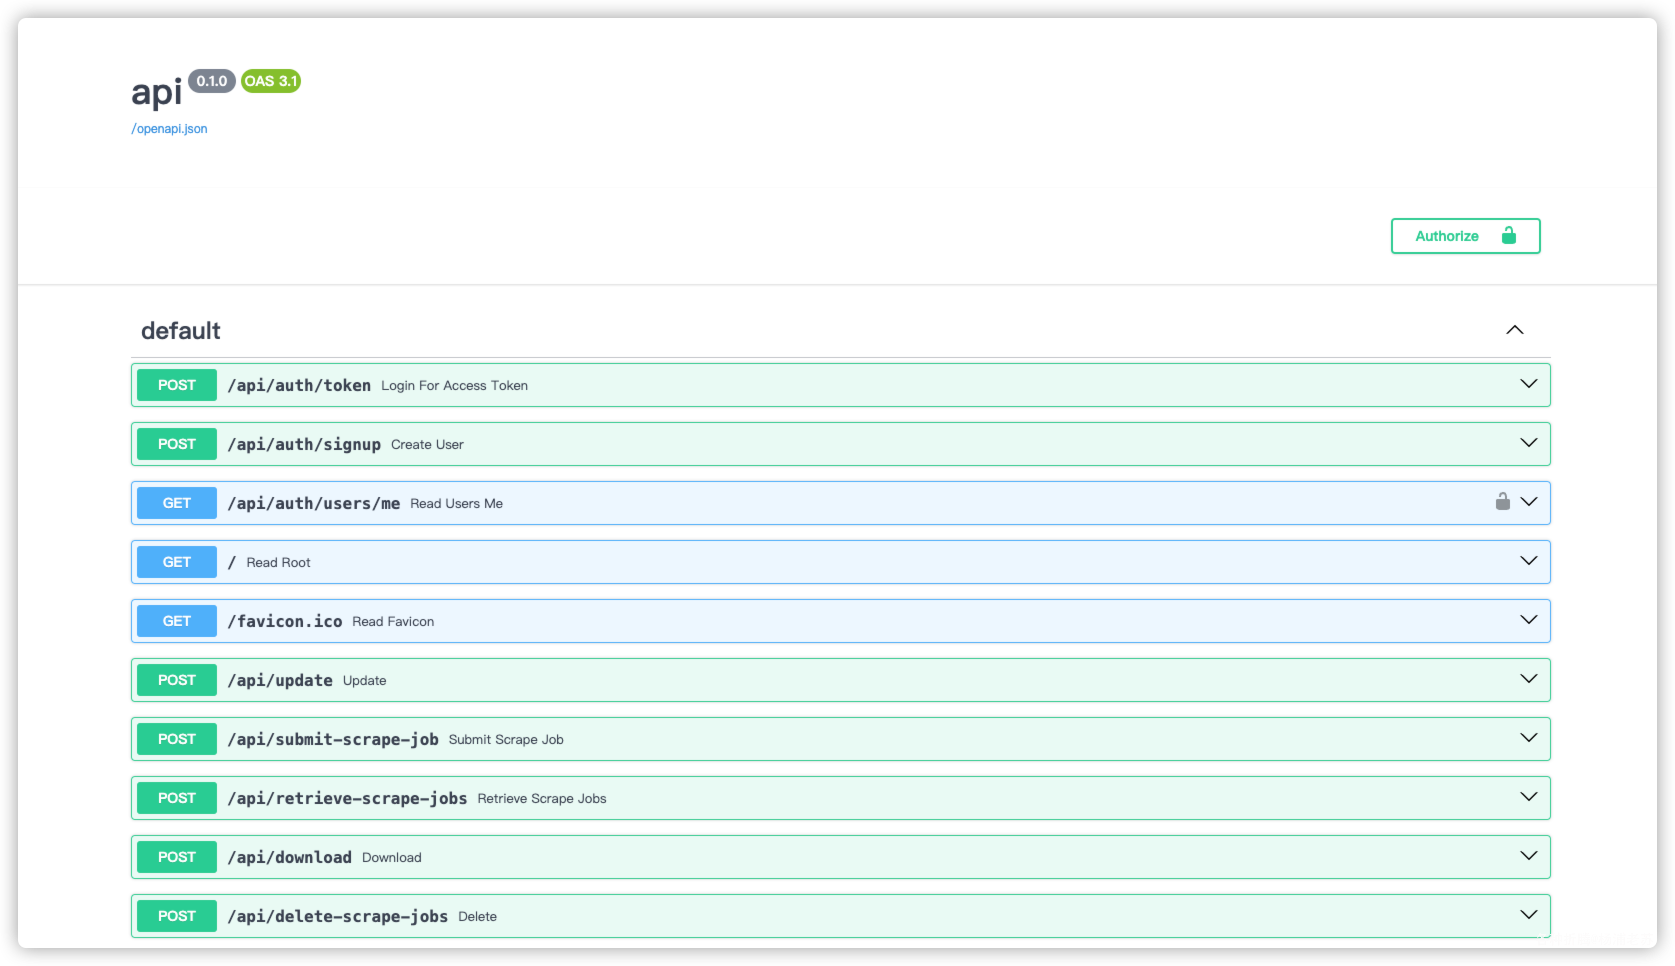 api 0.1.0 OAS 3.1
/openapi.json
Authorize
default
POST /api/auth/token Login For Access Token
POST /api/auth/signup Create User
GET /api/auth/users/me Read Users Me
GET / Read Root
GET /favicon.ico Read Favicon
POST /api/update Update
POST /api/submit-scrape-job Submit Scrape Job
POST /api/retrieve-scrape-jobs Retrieve Scrape Jobs
POST /api/download Download
POST /api/delete-scrape-jobs Delete